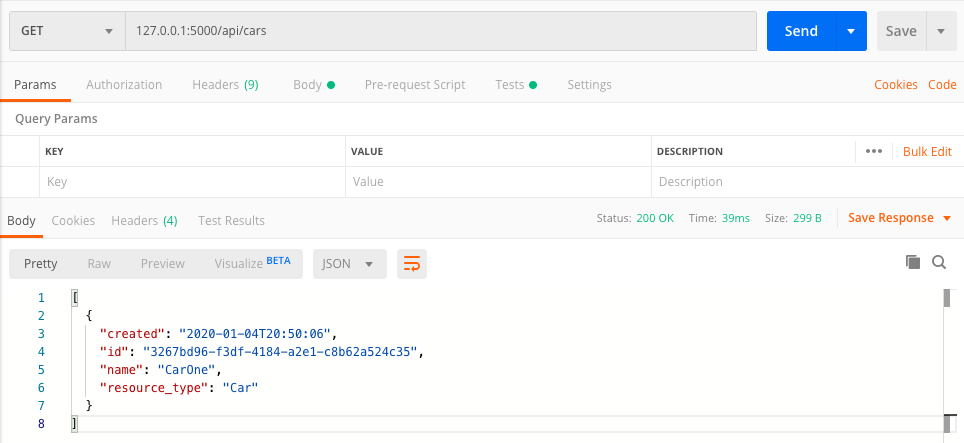 GET 127.0.0.1:5000/api/cars Send Save
Params Authorization Headers (9) Body Pre-request Script Tests Settings Cookies Code
Query Params
KEY VALUE DESCRIPTION ••• Bulk Edit
Key Value Description
Body Cookies Headers (4) Test Results Status: 200 OK Time: 39ms Size: 299 B Save Response
Pretty Raw Preview Visualize BETA JSON
1 [
2 {
3 "created": "2020-01-04T20:50:06",
4 "id": "3267bd96-f3df-4184-a2e1-c8b62a524c35",
5 "name": "CarOne",
6 "resource_type": "Car"
7 }
8 ]